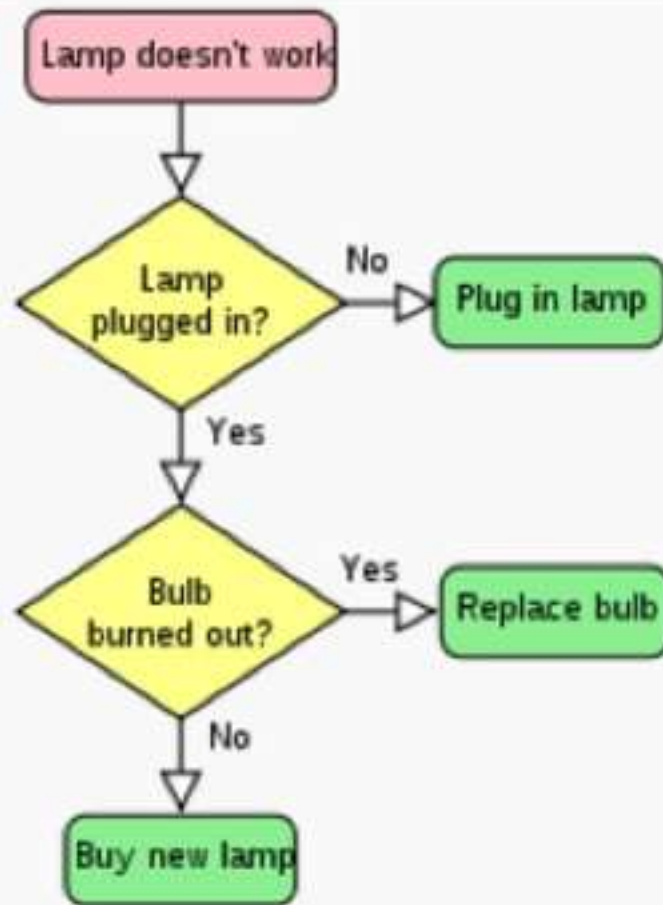 Lamp doesn't work
Lamp
plugged in?
No
Plug in lamp
Yes
Bulb
burned out?
Yes
Replace bulb
No
Buy new lamp